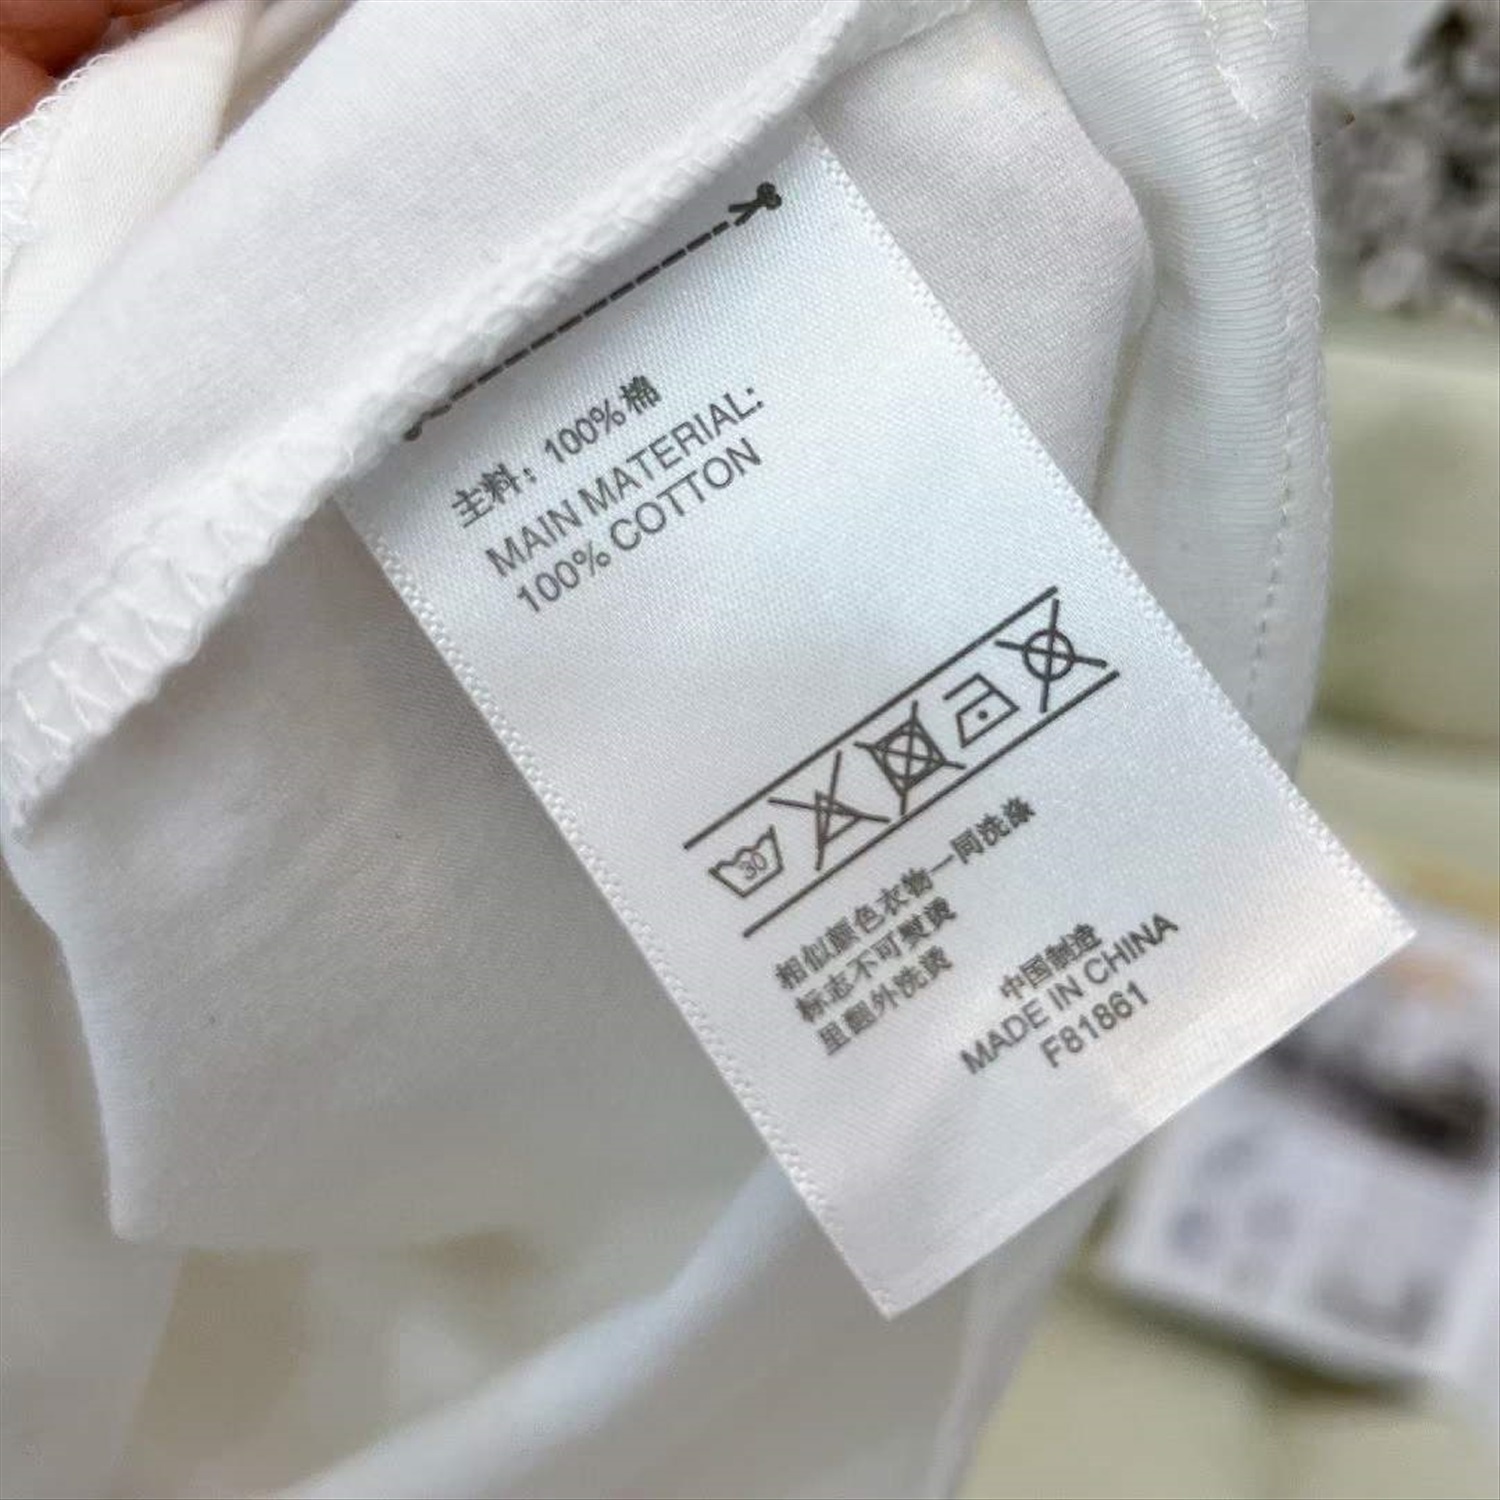 主料：100%棉
MAIN MATERIAL:
100% COTTON
30
相似颜色衣物一同洗涤
标志不可熨烫
里翻外洗烫
中国制造
MADE IN CHINA
F81861